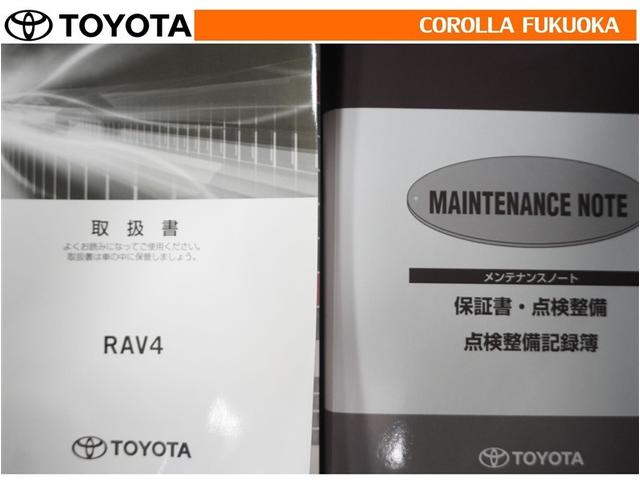 TOYOTA
COROLLA FUKUOKA
取扱書
よくお読みになってご使用ください。
取扱書は車の中に保管しましょう。
RAV4
TOYOTA
MAINTENANCE NOTE
メンテナンスノート
保証書・点検整備
点検整備記録簿
TOYOTA